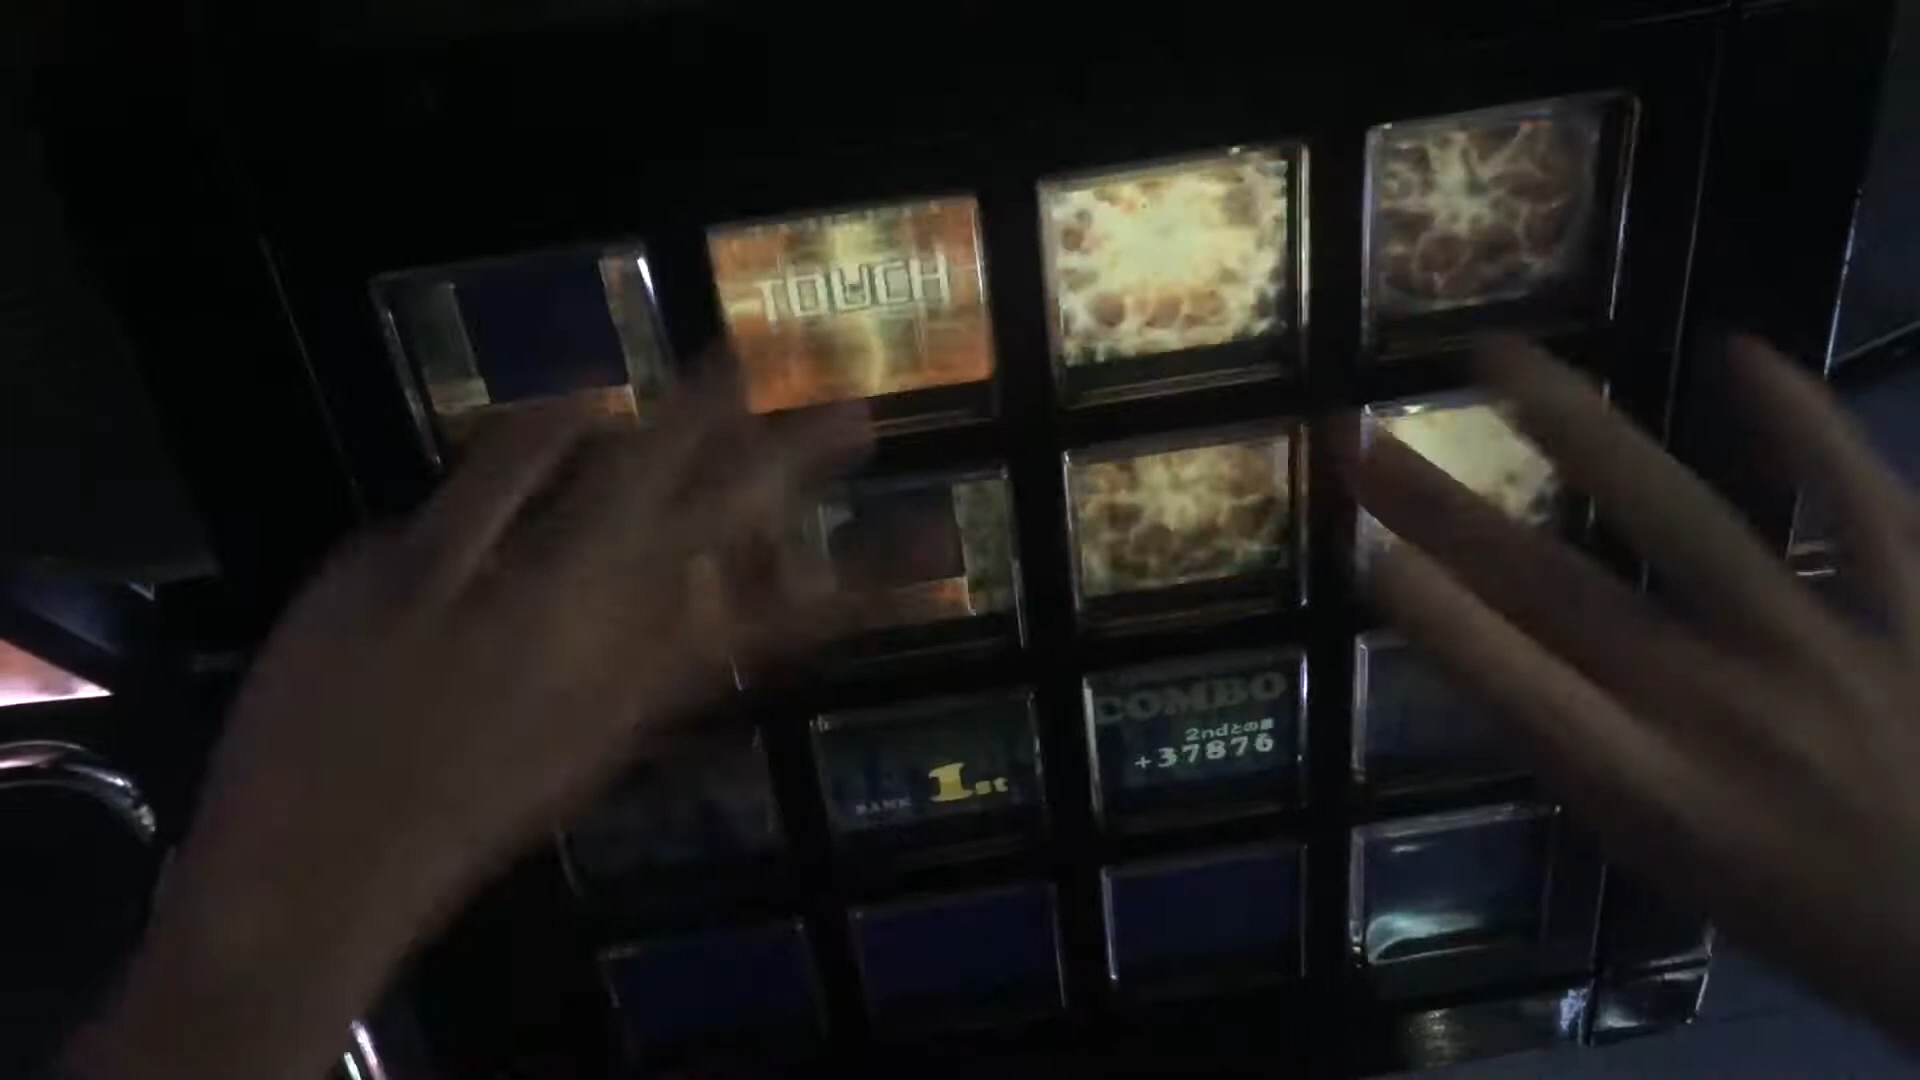 TOUCH
COMBO
2ndとの差
+37876
RANK 1st